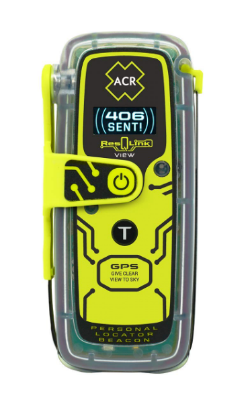 ACR
406
SENT!
ResQLink
VIEW
T
GPS
GIVE CLEAR
VIEW TO SKY
PERSONAL
LOCATOR
BEACON